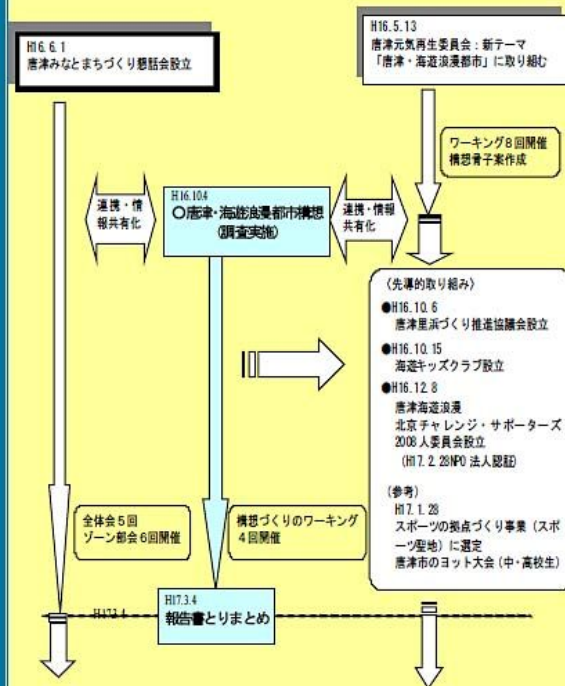 H16.6.1
唐津みなとまちづくり懇話会設立
H16.5.13
唐津元気再生委員会:新テーマ
「唐津・海遊浪漫都市」に取り組む
ワーキング8回開催
構想骨子案作成
連携・情
報共有化
H16.10.4
○唐津・海遊浪漫都市構想
(調査実施)
連携・情報
共有化
(先導的取り組み)
●H16.10.6
唐津里浜づくり推進協議会設立
●H16.10.15
海遊キッズクラブ設立
●H16.12.8
唐津海遊浪漫
北京チャレンジ・サポーターズ
2008人委員会設立
(H17.2.28NPO法人認証)
(参考)
H17.1.28
スポーツの拠点づくり事業(スポ
ーツ聖地)に選定
唐津市のヨット大会(中・高校生)
全体会5回
ゾーン部会6回開催
構想づくりのワーキング
4回開催
H17.3.4
H17.3.4
報告書とりまとめ